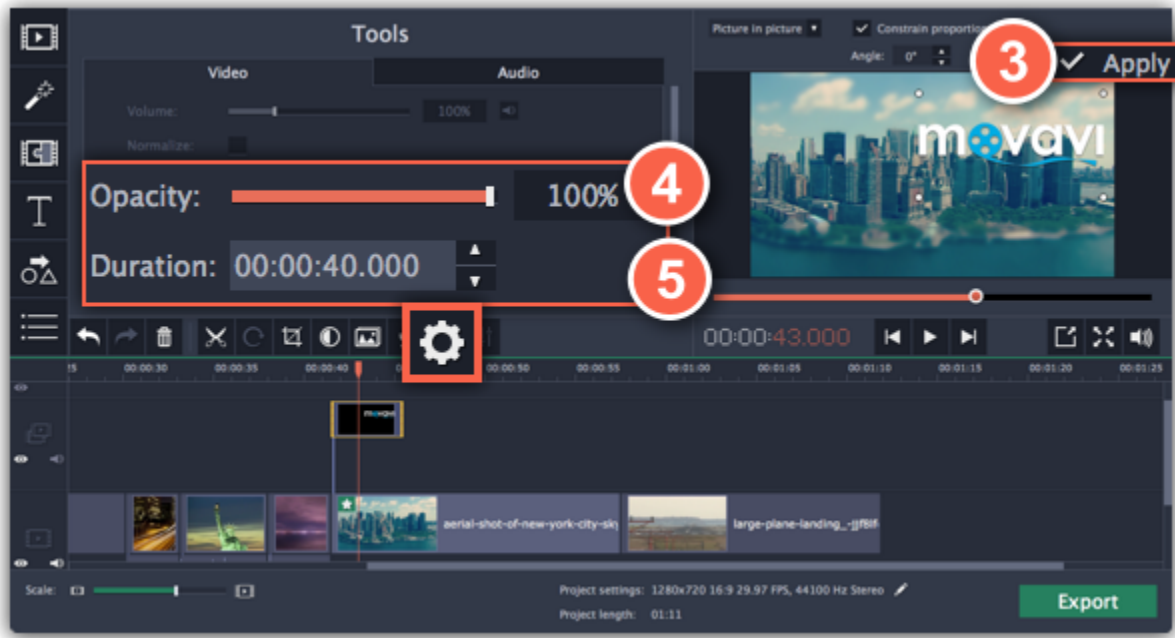 Tools
Video
Audio
Volume:
100%
Normalize:
Opacity:
100%
4
Duration:
00:00:40.000
5
Picture in picture
Constrain proportion
Angle:
0°
3
Apply
movavi
T
00:00:43.000
25
00:00:30
00:00:35
00:00:40
00:00:50
00:00:55
00:01:00
00:01:05
00:01:10
00:01:15
00:01:20
00:01:25
movavi
aerial-shot-of-new-york-city-sky
large-plane-landing_-jjf8lf
Scale:
Project settings: 1280x720 16:9 29.97 FPS, 44100 Hz Stereo
Project length: 01:11
Export